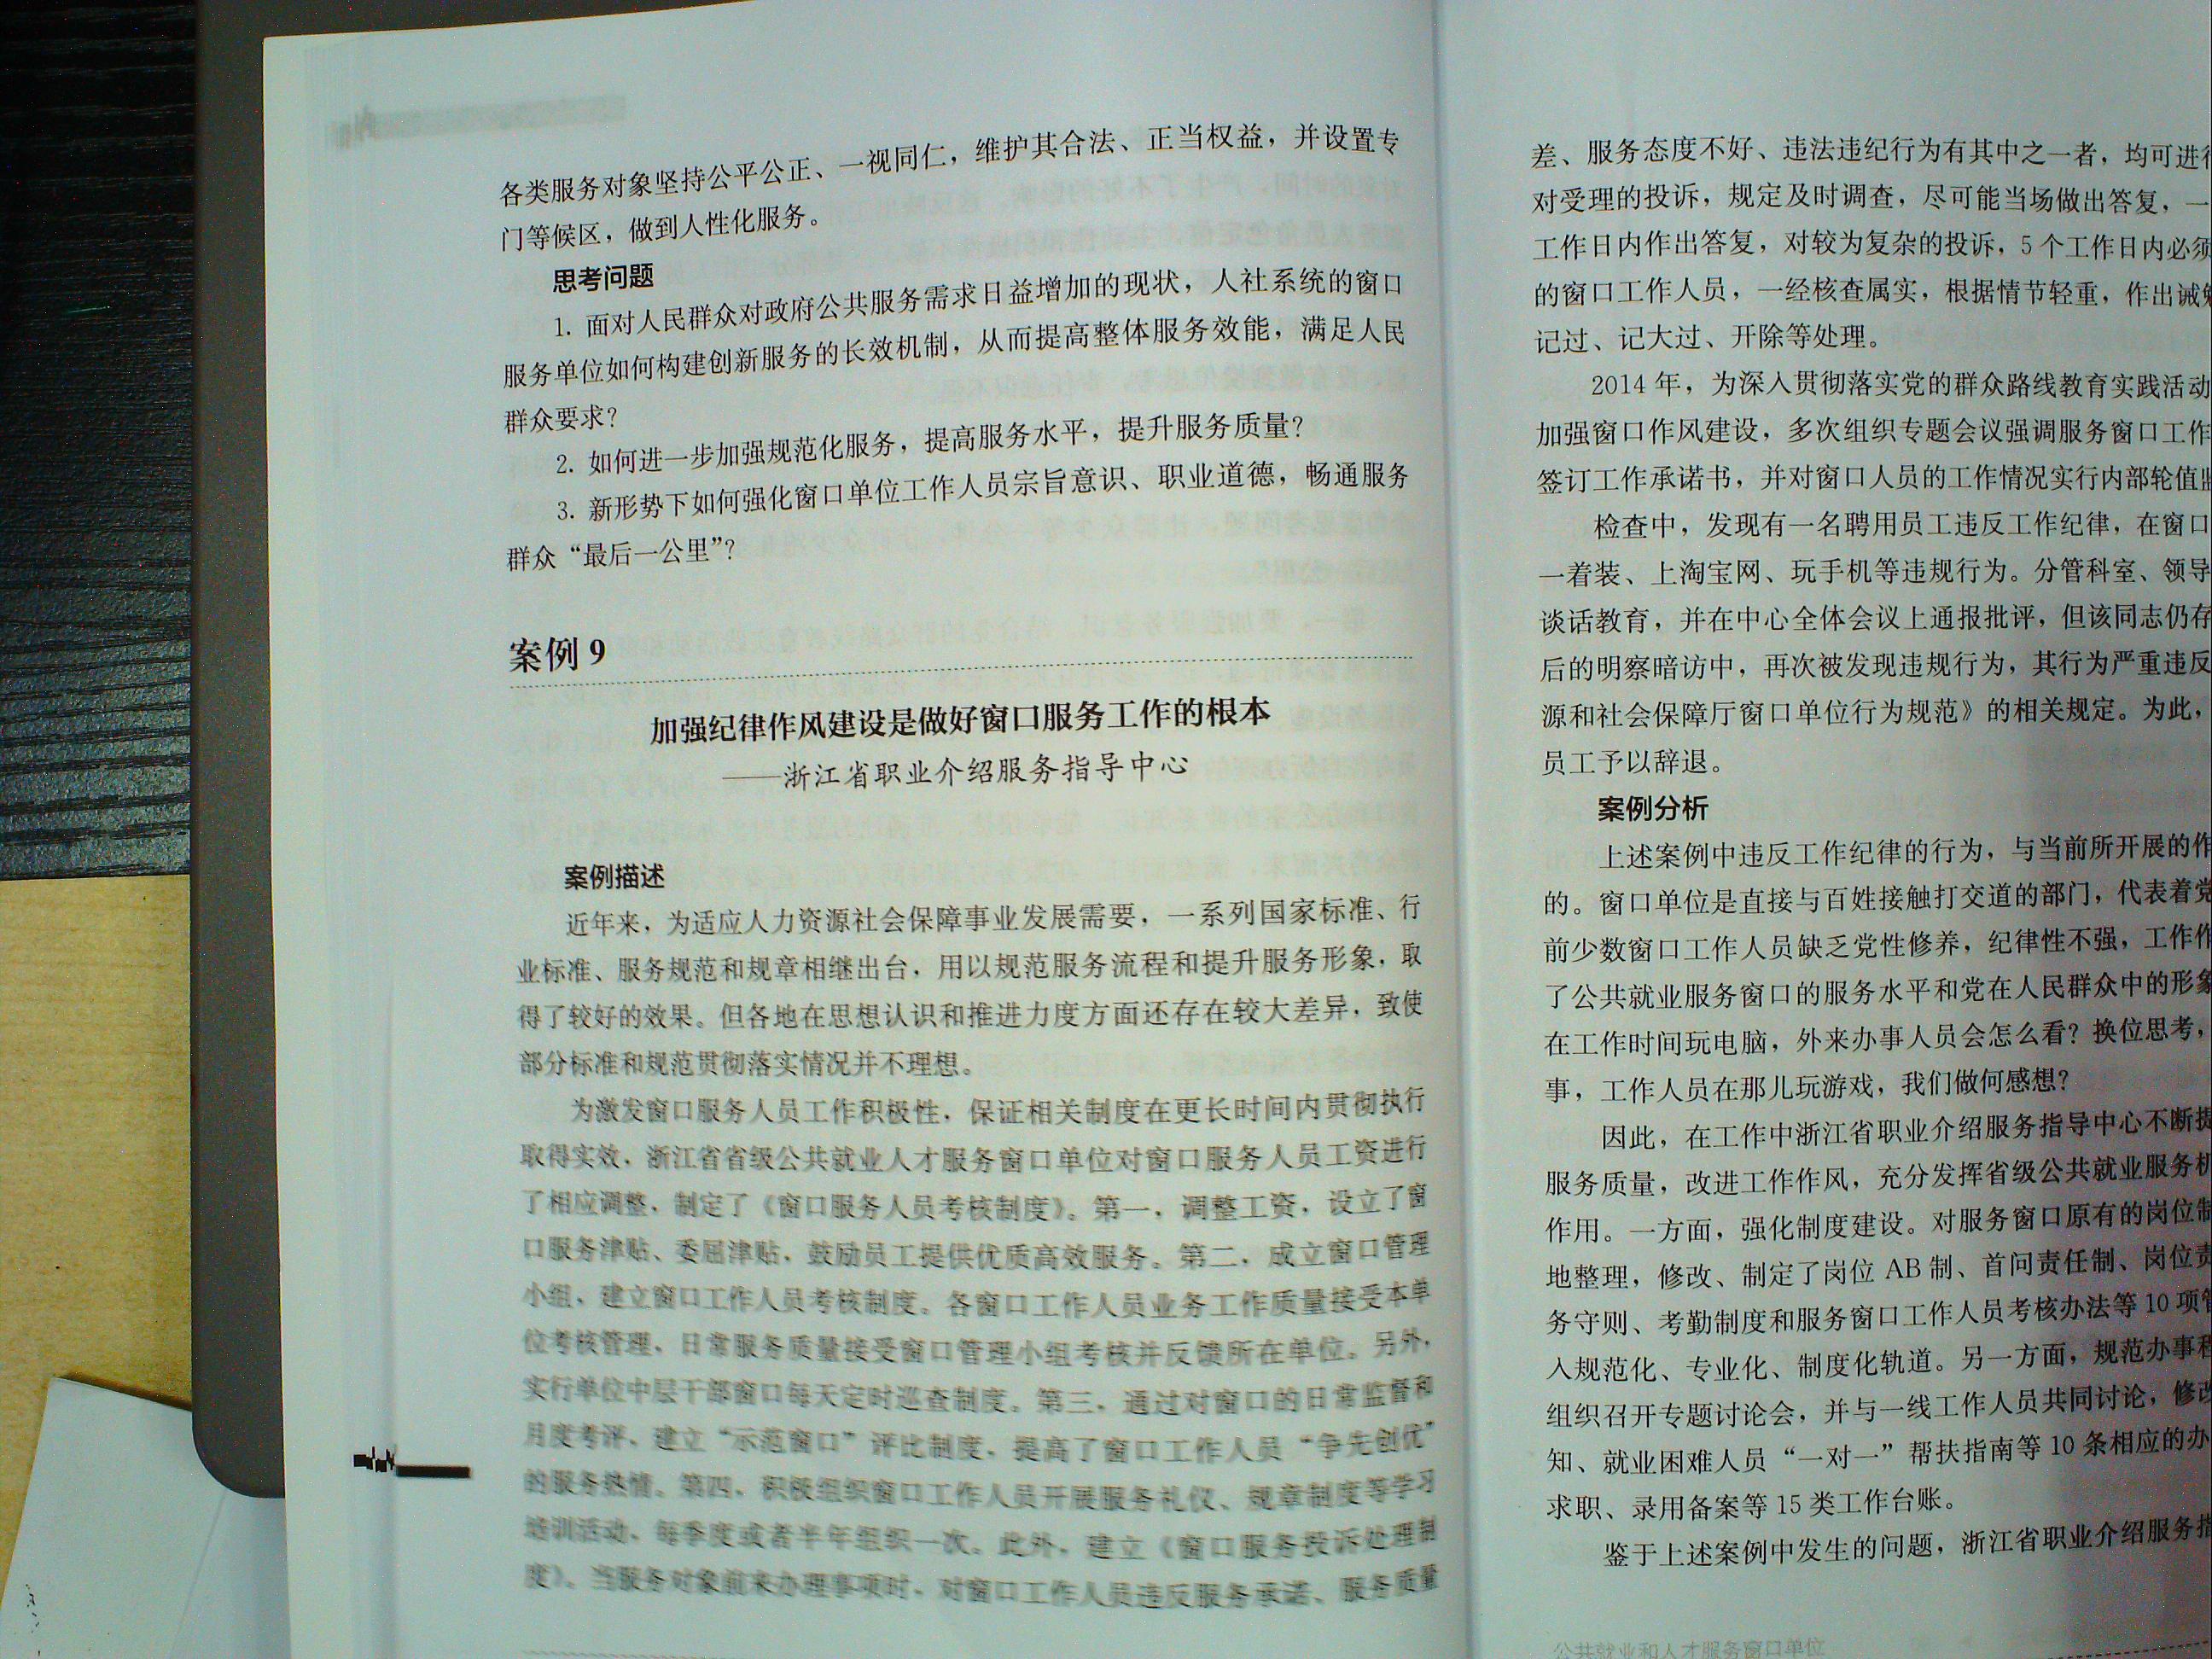 各类服务对象坚持公平公正、一视同仁，维护其合法、正当权益，并设置专
门等候区，做到人性化服务。
思考问题
1. 面对人民群众对政府公共服务需求日益增加的现状，人社系统的窗口
服务单位如何构建创新服务的长效机制，从而提高整体服务效能，满足人民
群众要求？
2. 如何进一步加强规范化服务，提高服务水平，提升服务质量？
3. 新形势下如何强化窗口单位工作人员宗旨意识、职业道德，畅通服务
群众“最后一公里”？
案例 9
加强纪律作风建设是做好窗口服务工作的根本
——浙江省职业介绍服务指导中心
案例描述
近年来，为适应人力资源社会保障事业发展需要，一系列国家标准、行
业标准、服务规范和规章相继出台，用以规范服务流程和提升服务形象，取
得了较好的效果。但各地在思想认识和推进力度方面还存在较大差异，致使
部分标准和规范贯彻落实情况并不理想。
为激发窗口服务人员工作积极性，保证相关制度在更长时间内贯彻执行
取得实效，浙江省省级公共就业人才服务窗口单位对窗口服务人员工资进行
了相应调整，制定了《窗口服务人员考核制度》。第一，调整工资，设立了窗
口服务津贴、委屈津贴，鼓励员工提供优质高效服务。第二，成立窗口管理
小组，建立窗口工作人员考核制度。各窗口工作人员业务工作质量接受本单
位考核管理，日常服务质量接受窗口管理小组考核并反馈所在单位。另外，
实行单位中层干部窗口每天定时巡查制度。第三，通过对窗口的日常监督和
月度考评，建立“示范窗口”评比制度，提高了窗口工作人员“争先创优”
的服务热情。第四，积极组织窗口工作人员开展服务礼仪、规章制度等学习
培训活动，每季度或者半年组织一次。此外，建立《窗口服务投诉处理制
度》。当服务对象前来办理事项时，对窗口工作人员违反服务承诺、服务质量
差、服务态度不好、违法违纪行为有其中之一者，均可进行
对受理的投诉，规定及时调查，尽可能当场做出答复，一
工作日内作出答复，对较为复杂的投诉，5 个工作日内必须
的窗口工作人员，一经核查属实，根据情节轻重，作出诫勉
记过、记大过、开除等处理。
2014 年，为深入贯彻落实党的群众路线教育实践活动
加强窗口作风建设，多次组织专题会议强调服务窗口工作
签订工作承诺书，并对窗口人员的工作情况实行内部轮值监
检查中，发现有一名聘用员工违反工作纪律，在窗口
一着装、上淘宝网、玩手机等违规行为。分管科室、领导
谈话教育，并在中心全体会议上通报批评，但该同志仍存
后的明察暗访中，再次被发现违规行为，其行为严重违反
源和社会保障厅窗口单位行为规范》的相关规定。为此，
员工予以辞退。
案例分析
上述案例中违反工作纪律的行为，与当前所开展的作
的。窗口单位是直接与百姓接触打交道的部门，代表着党
前少数窗口工作人员缺乏党性修养，纪律性不强，工作作
了公共就业服务窗口的服务水平和党在人民群众中的形象
在工作时间玩电脑，外来办事人员会怎么看？换位思考，
事，工作人员在那儿玩游戏，我们做何感想？
因此，在工作中浙江省职业介绍服务指导中心不断提
服务质量，改进工作作风，充分发挥省级公共就业服务机
作用。一方面，强化制度建设。对服务窗口原有的岗位制
地整理，修改、制定了岗位 AB 制、首问责任制、岗位责
务守则、考勤制度和服务窗口工作人员考核办法等 10 项管
入规范化、专业化、制度化轨道。另一方面，规范办事程
组织召开专题讨论会，并与一线工作人员共同讨论，修改
知、就业困难人员“一对一”帮扶指南等 10 条相应的办
求职、录用备案等 15 类工作台账。
鉴于上述案例中发生的问题，浙江省职业介绍服务指
公共就业和人才服务窗口单位